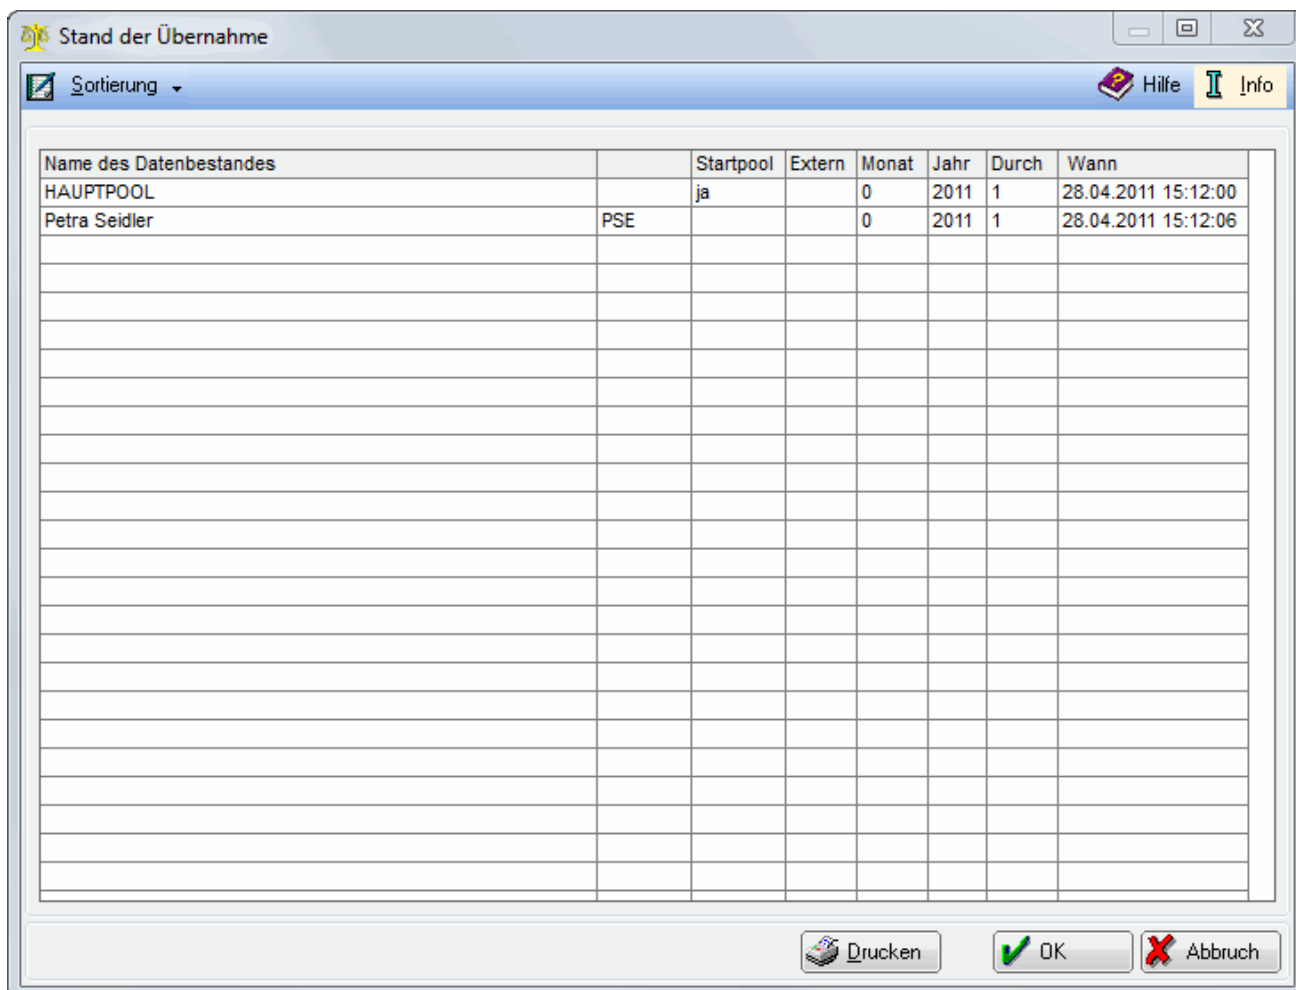 Stand der Übernahme
Sortierung Hilfe Info
Name des Datenbestandes Startpool Extern Monat Jahr Durch Wann
HAUPTPOOL ja 0 2011 1 28.04.2011 15:12:00
Petra Seidler PSE 0 2011 1 28.04.2011 15:12:06
Drucken OK Abbruch